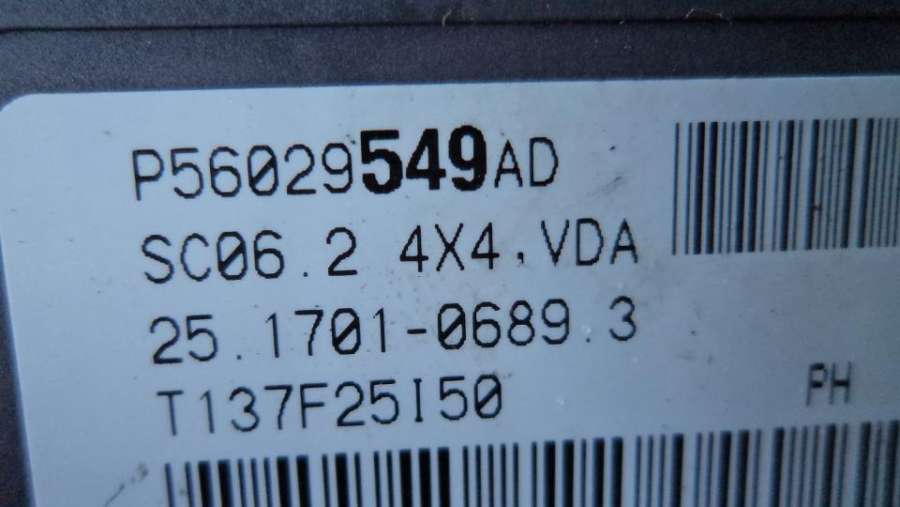 P56029549AD
SC06.2 4X4,VDA
25.1701-0689.3
T137F25I50
PH